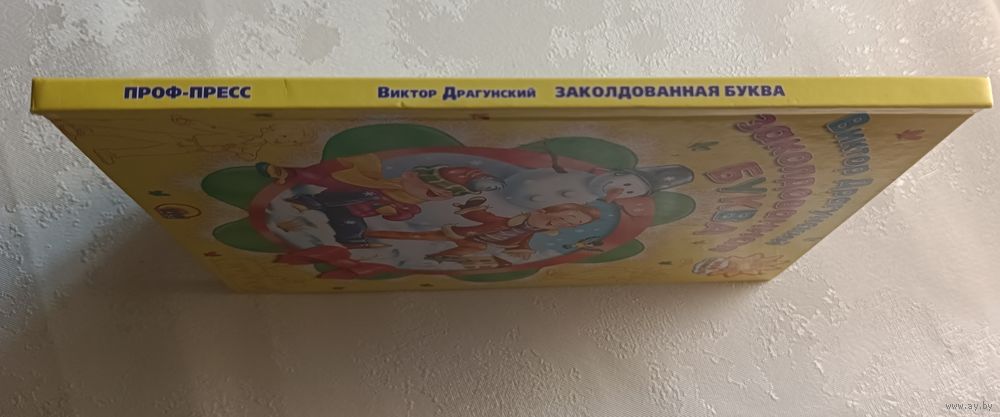 ПРОФ-ПРЕСС Виктор Драгунский ЗАКОЛДОВАННАЯ БУКВА
Виктор Драгунский
ЗАКОЛДОВАННАЯ
БУКВА
www.ay.by